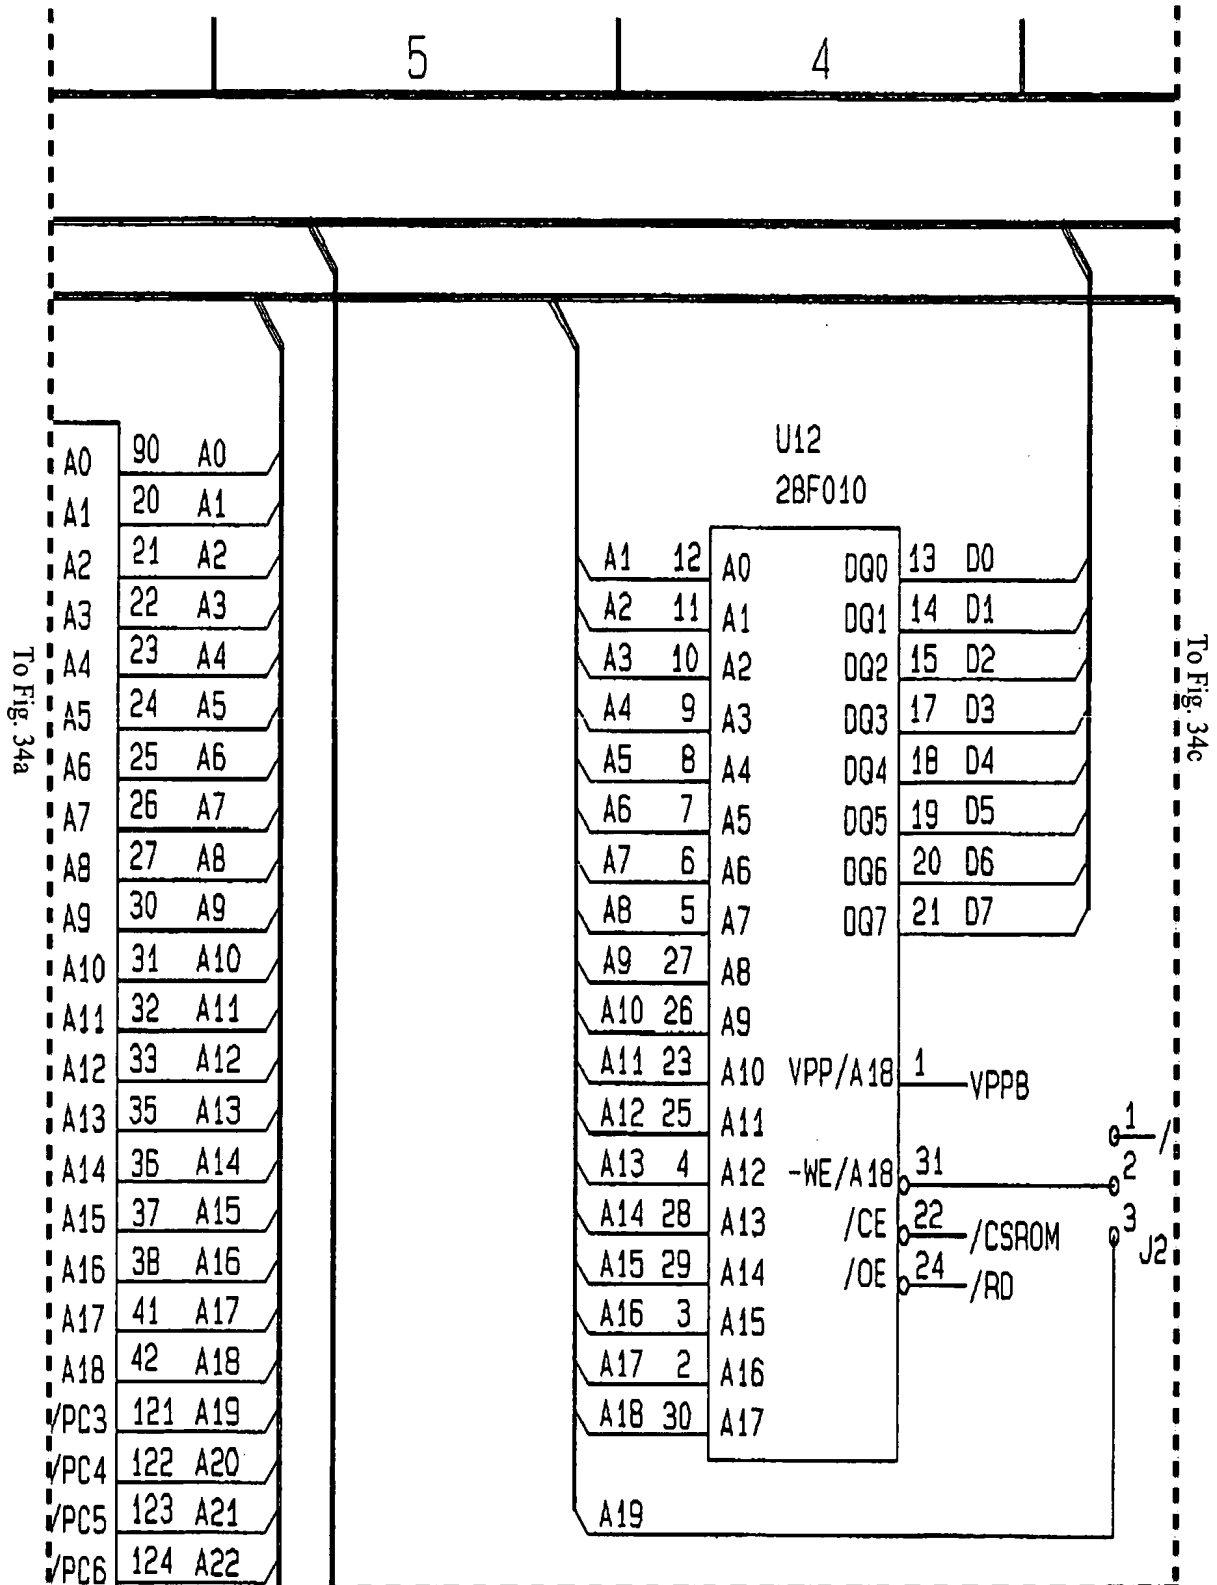 5 4
To Fig. 34a
A0 90 A0
A1 20 A1
A2 21 A2
A3 22 A3
A4 23 A4
A5 24 A5
A6 25 A6
A7 26 A7
A8 27 A8
A9 30 A9
A10 31 A10
A11 32 A11
A12 33 A12
A13 35 A13
A14 36 A14
A15 37 A15
A16 38 A16
A17 41 A17
A18 42 A18
/PC3 121 A19
/PC4 122 A20
/PC5 123 A21
/PC6 124 A22
U12
28F010
A1 12 A0 DQ0 13 D0
A2 11 A1 DQ1 14 D1
A3 10 A2 DQ2 15 D2
A4 9 A3 DQ3 17 D3
A5 8 A4 DQ4 18 D4
A6 7 A5 DQ5 19 D5
A7 6 A6 DQ6 20 D6
A8 5 A7 DQ7 21 D7
A9 27 A8
A10 26 A9
A11 23 A10 VPP/A18 1 VPPB
A12 25 A11 1 /
A13 4 A12 -WE/A18 31 2
A14 28 A13 /CE 22 /CSROM 3 J2
A15 29 A14 /OE 24 /RD
A16 3 A15
A17 2 A16
A18 30 A17
A19
To Fig. 34c